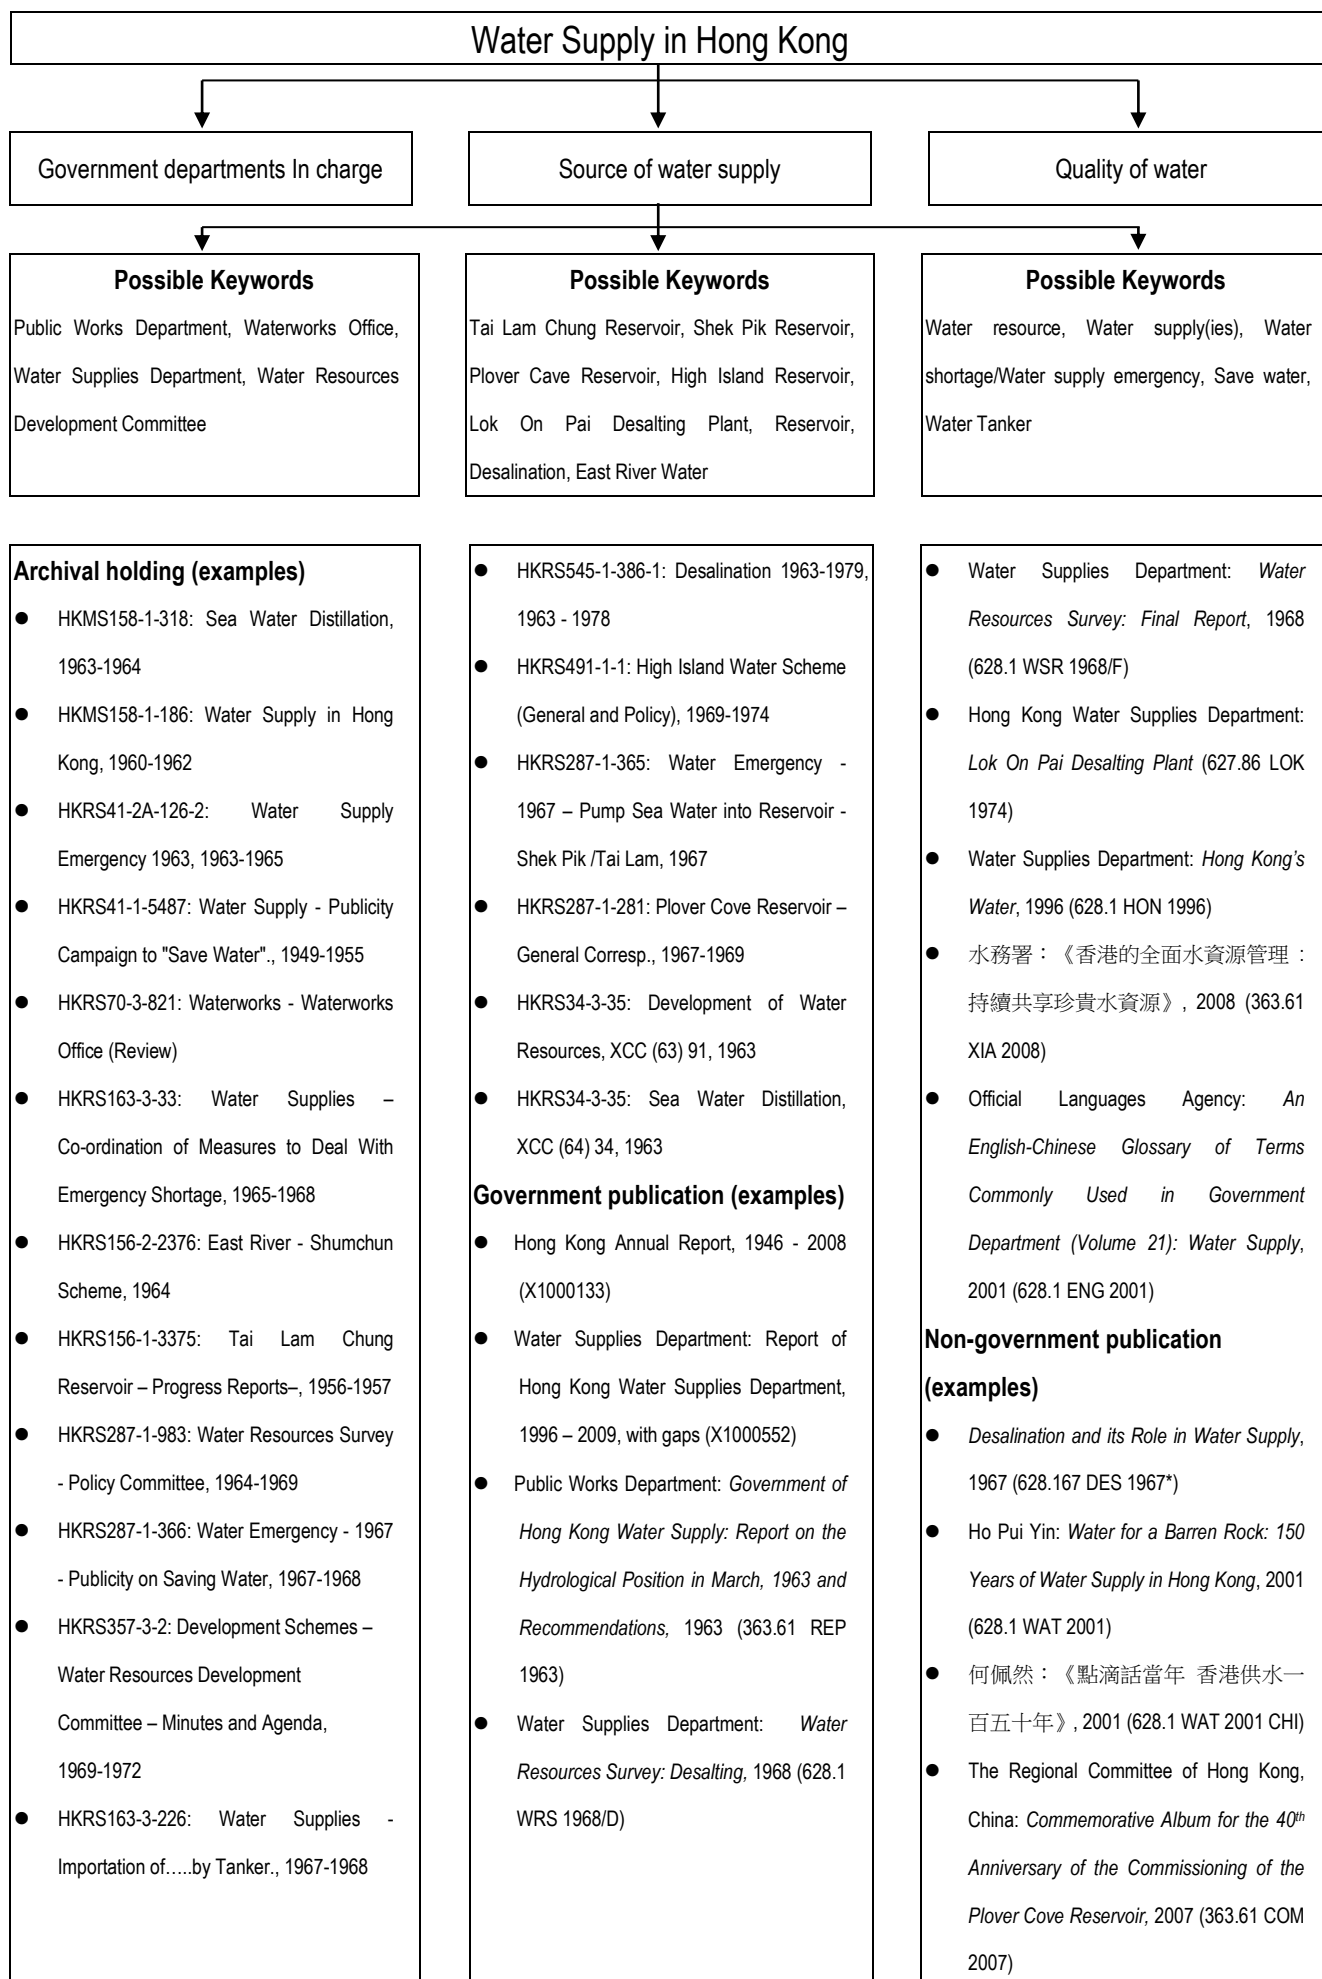 Water Supply in Hong Kong
Government departments In charge
Source of water supply
Quality of water
Possible Keywords
Public Works Department, Waterworks Office,
Water Supplies Department, Water Resources
Development Committee
Possible Keywords
Tai Lam Chung Reservoir, Shek Pik Reservoir,
Plover Cave Reservoir, High Island Reservoir,
Lok On Pai Desalting Plant, Reservoir,
Desalination, East River Water
Possible Keywords
Water resource, Water supply(ies), Water
shortage/Water supply emergency, Save water,
Water Tanker
Archival holding (examples)
● HKMS158-1-318: Sea Water Distillation,
1963-1964
● HKMS158-1-186: Water Supply in Hong
Kong, 1960-1962
● HKRS41-2A-126-2: Water Supply
Emergency 1963, 1963-1965
● HKRS41-1-5487: Water Supply - Publicity
Campaign to "Save Water"., 1949-1955
● HKRS70-3-821: Waterworks - Waterworks
Office (Review)
● HKRS163-3-33: Water Supplies –
Co-ordination of Measures to Deal With
Emergency Shortage, 1965-1968
● HKRS156-2-2376: East River - Shumchun
Scheme, 1964
● HKRS156-1-3375: Tai Lam Chung
Reservoir – Progress Reports–, 1956-1957
● HKRS287-1-983: Water Resources Survey
- Policy Committee, 1964-1969
● HKRS287-1-366: Water Emergency - 1967
- Publicity on Saving Water, 1967-1968
● HKRS357-3-2: Development Schemes –
Water Resources Development
Committee – Minutes and Agenda,
1969-1972
● HKRS163-3-226: Water Supplies -
Importation of…..by Tanker., 1967-1968
● HKRS545-1-386-1: Desalination 1963-1979,
1963 - 1978
● HKRS491-1-1: High Island Water Scheme
(General and Policy), 1969-1974
● HKRS287-1-365: Water Emergency -
1967 – Pump Sea Water into Reservoir -
Shek Pik /Tai Lam, 1967
● HKRS287-1-281: Plover Cove Reservoir –
General Corresp., 1967-1969
● HKRS34-3-35: Development of Water
Resources, XCC (63) 91, 1963
● HKRS34-3-35: Sea Water Distillation,
XCC (64) 34, 1963
Government publication (examples)
● Hong Kong Annual Report, 1946 - 2008
(X1000133)
● Water Supplies Department: Report of
Hong Kong Water Supplies Department,
1996 – 2009, with gaps (X1000552)
● Public Works Department: Government of
Hong Kong Water Supply: Report on the
Hydrological Position in March, 1963 and
Recommendations, 1963 (363.61 REP
1963)
● Water Supplies Department: Water
Resources Survey: Desalting, 1968 (628.1
WRS 1968/D)
● Water Supplies Department: Water
Resources Survey: Final Report, 1968
(628.1 WSR 1968/F)
● Hong Kong Water Supplies Department:
Lok On Pai Desalting Plant (627.86 LOK
1974)
● Water Supplies Department: Hong Kong's
Water, 1996 (628.1 HON 1996)
● 水務署：《香港的全面水資源管理 :
持續共享珍貴水資源》, 2008 (363.61
XIA 2008)
● Official Languages Agency: An
English-Chinese Glossary of Terms
Commonly Used in Government
Department (Volume 21): Water Supply,
2001 (628.1 ENG 2001)
Non-government publication
(examples)
● Desalination and its Role in Water Supply,
1967 (628.167 DES 1967*)
● Ho Pui Yin: Water for a Barren Rock: 150
Years of Water Supply in Hong Kong, 2001
(628.1 WAT 2001)
● 何佩然：《點滴話當年 香港供水一
百五十年》, 2001 (628.1 WAT 2001 CHI)
● The Regional Committee of Hong Kong,
China: Commemorative Album for the 40th
Anniversary of the Commissioning of the
Plover Cove Reservoir, 2007 (363.61 COM
2007)